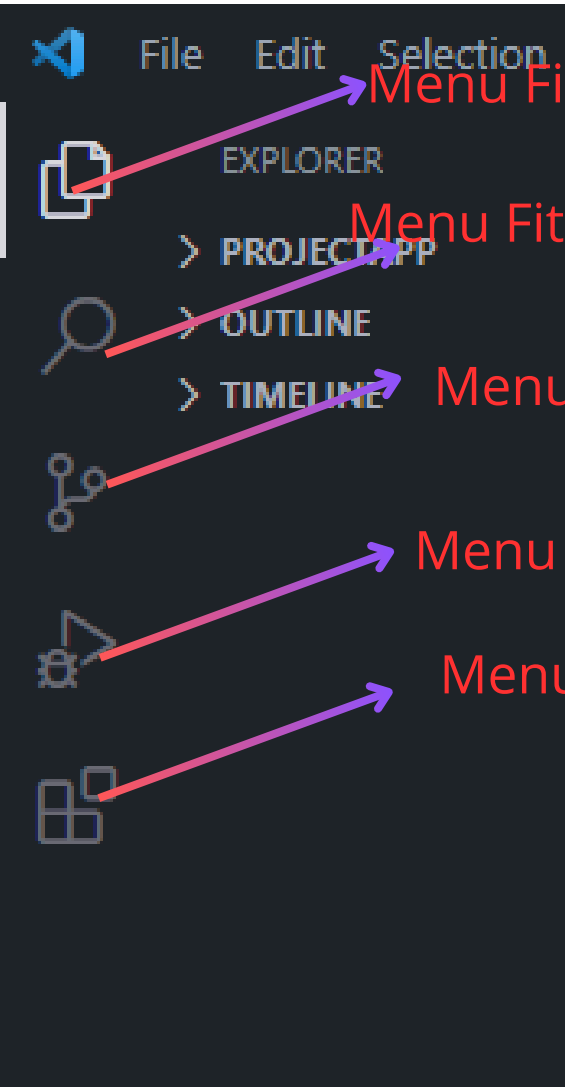 File Edit Selection
Menu Fi
EXPLORER
Menu Fit
PROJECTAPP
OUTLINE
TIMELINE
Menu
Menu
Menu